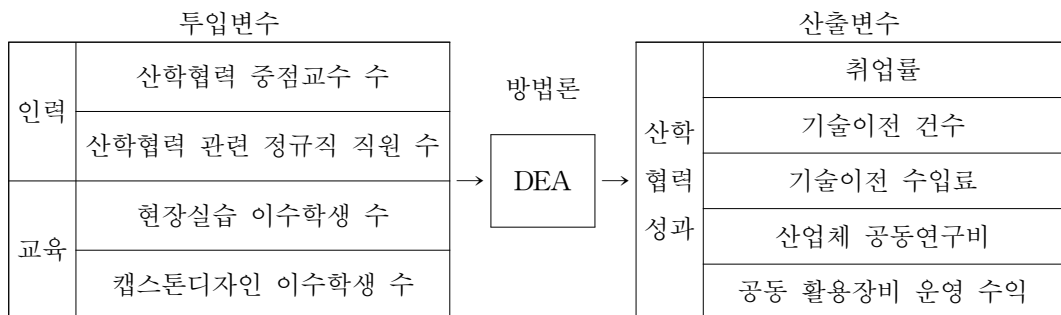 투입변수
인력
산학협력 중점교수 수
산학협력 관련 정규직 직원 수
교육
현장실습 이수학생 수
캡스톤디자인 이수학생 수
→
방법론
DEA
→
산출변수
산학
협력
성과
취업률
기술이전 건수
기술이전 수입료
산업체 공동연구비
공동 활용장비 운영 수익